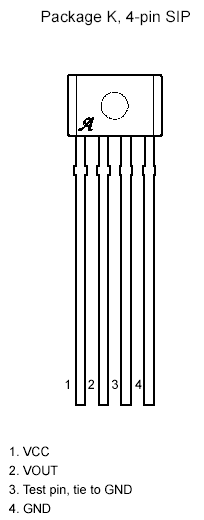 Package K, 4-pin SIP
A
1 2 3 4
1. VCC
2. VOUT
3. Test pin, tie to GND
4. GND